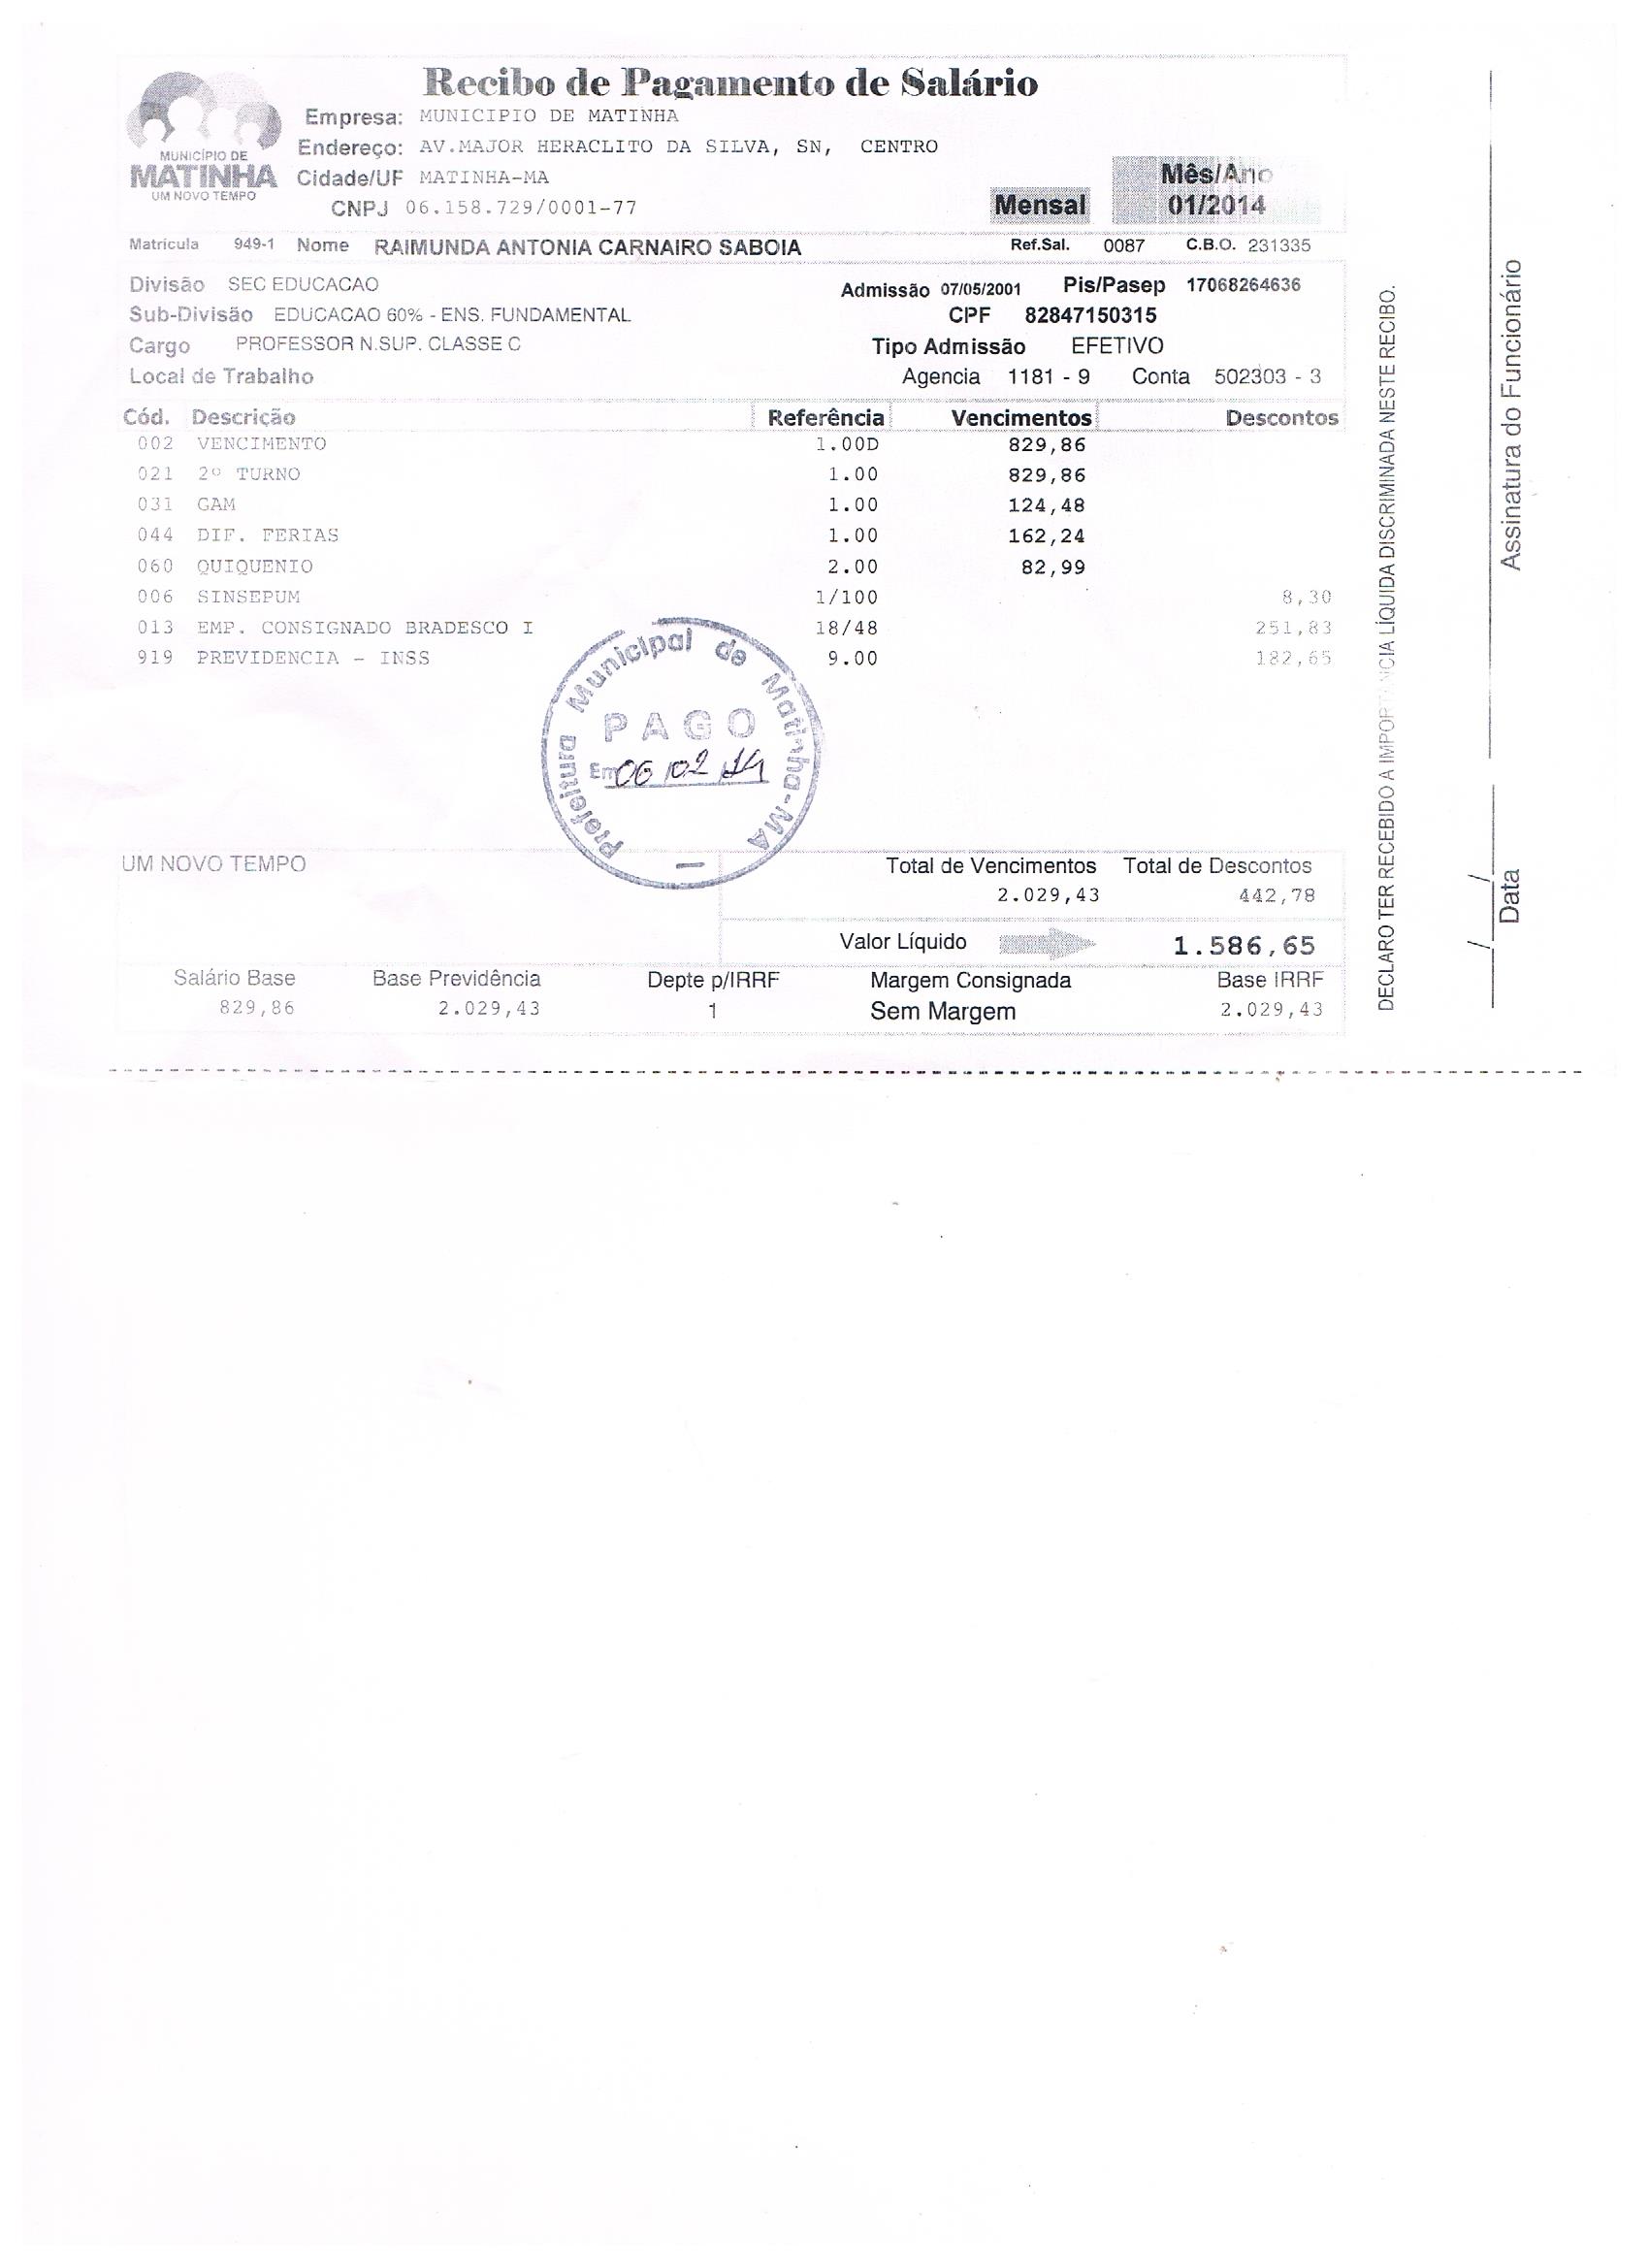 Recibo de Pagamento de Salário
MUNICÍPIO DE
MATINHA
UM NOVO TEMPO
Empresa: MUNICIPIO DE MATINHA
Endereço: AV.MAJOR HERACLITO DA SILVA, SN, CENTRO
Cidade/UF MATINHA-MA
CNPJ 06.158.729/0001-77
Mensal
Mês/Ano
01/2014
Matrícula 949-1 Nome RAIMUNDA ANTONIA CARNAIRO SABOIA Ref.Sal. 0087 C.B.O. 231335
Divisão SEC EDUCACAO Admissão 07/05/2001 Pis/Pasep 17068264636
Sub-Divisão EDUCACAO 60% - ENS. FUNDAMENTAL CPF 82847150315
Cargo PROFESSOR N.SUP. CLASSE C Tipo Admissão EFETIVO
Local de Trabalho Agencia 1181 - 9 Conta 502303 - 3
Cód. Descrição Referência Vencimentos Descontos
002 VENCIMENTO 1.00D 829,86
021 2º TURNO 1.00 829,86
031 GAM 1.00 124,48
044 DIF. FERIAS 1.00 162,24
060 QUIQUENIO 2.00 82,99
006 SINSEPUM 1/100 8,30
013 EMP. CONSIGNADO BRADESCO I 18/48 251,83
919 PREVIDENCIA - INSS 9.00 182,65
Prefeitura Municipal de Matinha-MA
PAGO
Em 06/02/14
UM NOVO TEMPO
Total de Vencimentos Total de Descontos
2.029,43 442,78
Valor Líquido 1.586,65
Salário Base Base Previdência Depte p/IRRF Margem Consignada Base IRRF
829,86 2.029,43 1 Sem Margem 2.029,43
DECLARO TER RECEBIDO A IMPORTANCIA LÍQUIDA DISCRIMINADA NESTE RECIBO.
Assinatura do Funcionário
___/___/___
Data